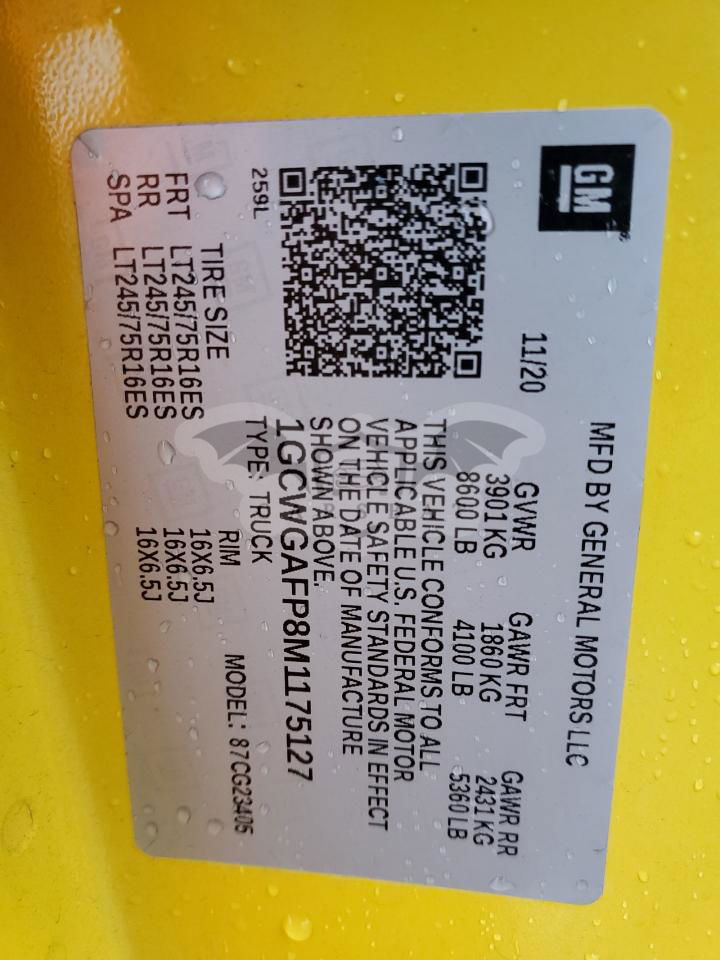 GM
MFD BY GENERAL MOTORS LLC
11/20
GVWR GAWR FRT GAWR RR
3901 KG 1860 KG 2431 KG
8600 LB 4100 LB 5360 LB
THIS VEHICLE CONFORMS TO ALL
APPLICABLE U.S. FEDERAL MOTOR
VEHICLE SAFETY STANDARDS IN EFFECT
ON THE DATE OF MANUFACTURE
SHOWN ABOVE.
1GCWGAFP8M1175127
TYPE: TRUCK
259L
MODEL: 87CG23405
TIRE SIZE RIM
FRT LT245/75R16ES 16X6.5J
RR LT245/75R16ES 16X6.5J
SPA LT245/75R16ES 16X6.5J